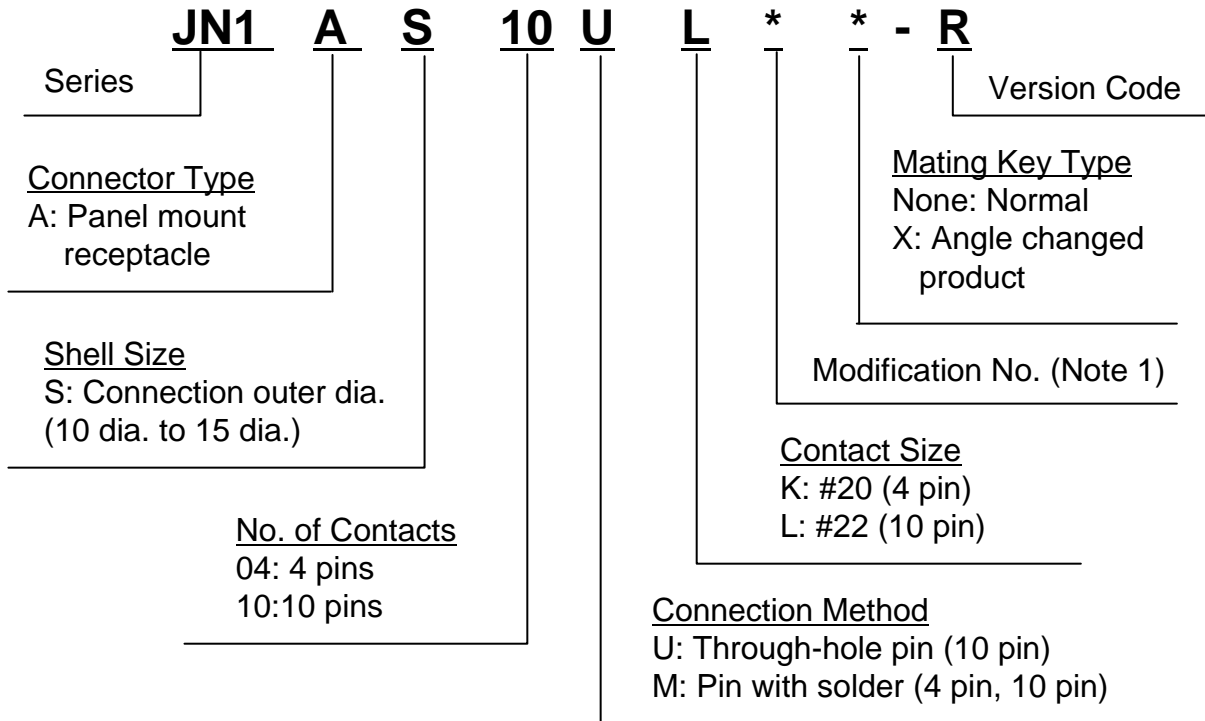 JN1 A S 10 U L * * - R
Series
Version Code
Connector Type
A: Panel mount
receptacle
Mating Key Type
None: Normal
X: Angle changed
product
Shell Size
S: Connection outer dia.
(10 dia. to 15 dia.)
Modification No. (Note 1)
Contact Size
K: #20 (4 pin)
L: #22 (10 pin)
No. of Contacts
04: 4 pins
10:10 pins
Connection Method
U: Through-hole pin (10 pin)
M: Pin with solder (4 pin, 10 pin)